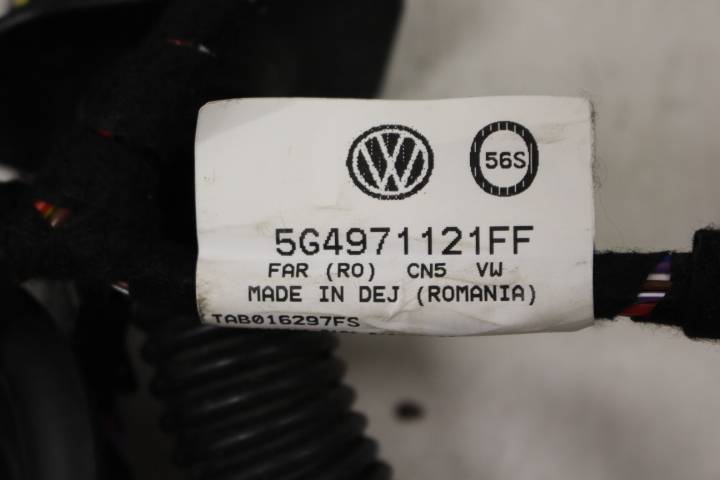 56S
5G4971121FF
FAR (RO) CN5 VW
MADE IN DEJ (ROMANIA)
TAB016297FS